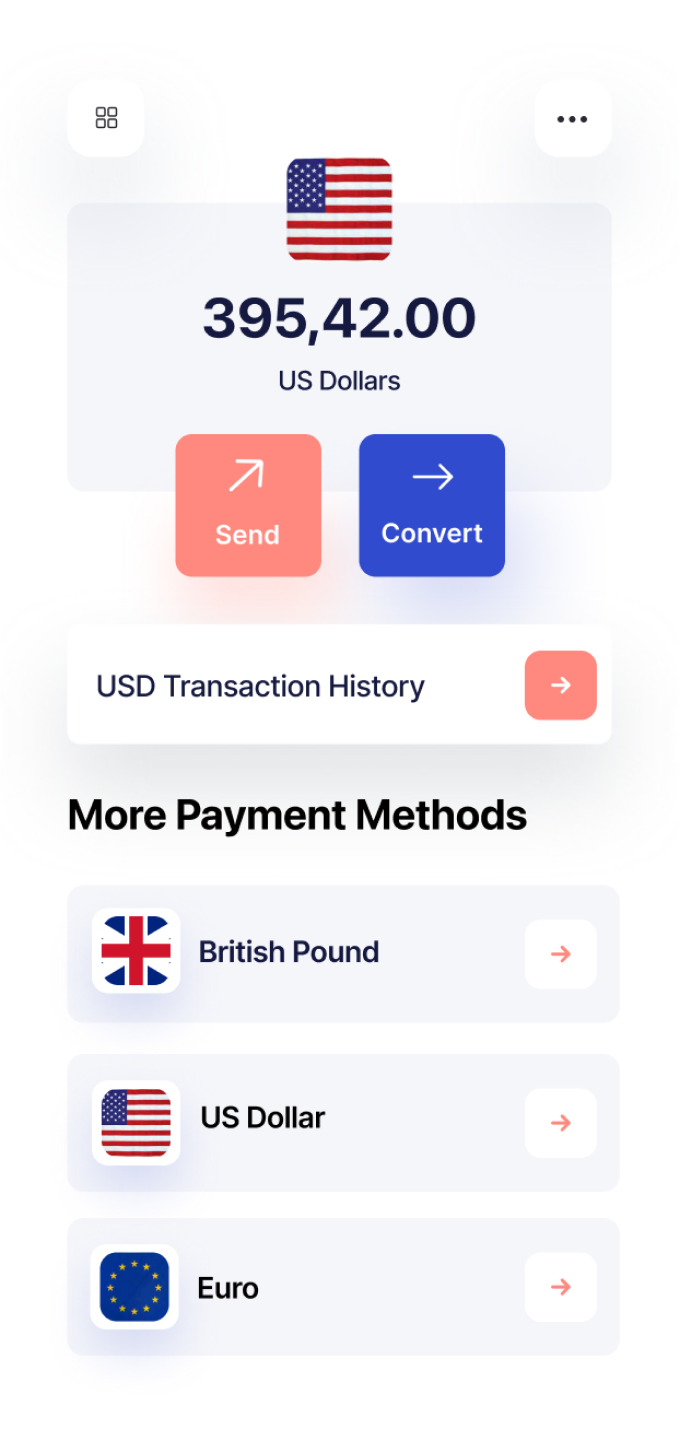 395,42.00
US Dollars
Send
Convert
USD Transaction History
More Payment Methods
British Pound
US Dollar
Euro